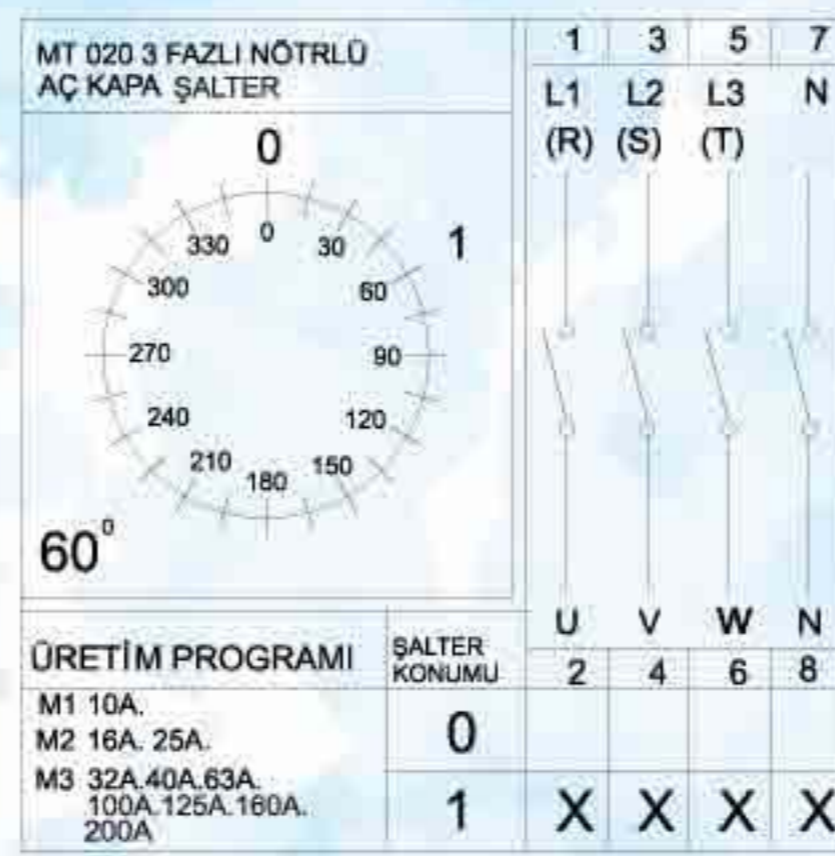 MT 020 3 FAZLI NÖTRLÜ
AÇ KAPA ŞALTER
0
1
0
30
60
90
120
150
180
210
240
270
300
330
60⁰
1 3 5 7
L1 L2 L3 N
(R) (S) (T)
U V W N
2 4 6 8
ÜRETİM PROGRAMI
M1 10A.
M2 16A. 25A.
M3 32A.40A.63A.
100A.125A.160A.
200A
ŞALTER
KONUMU
0
1 X X X X